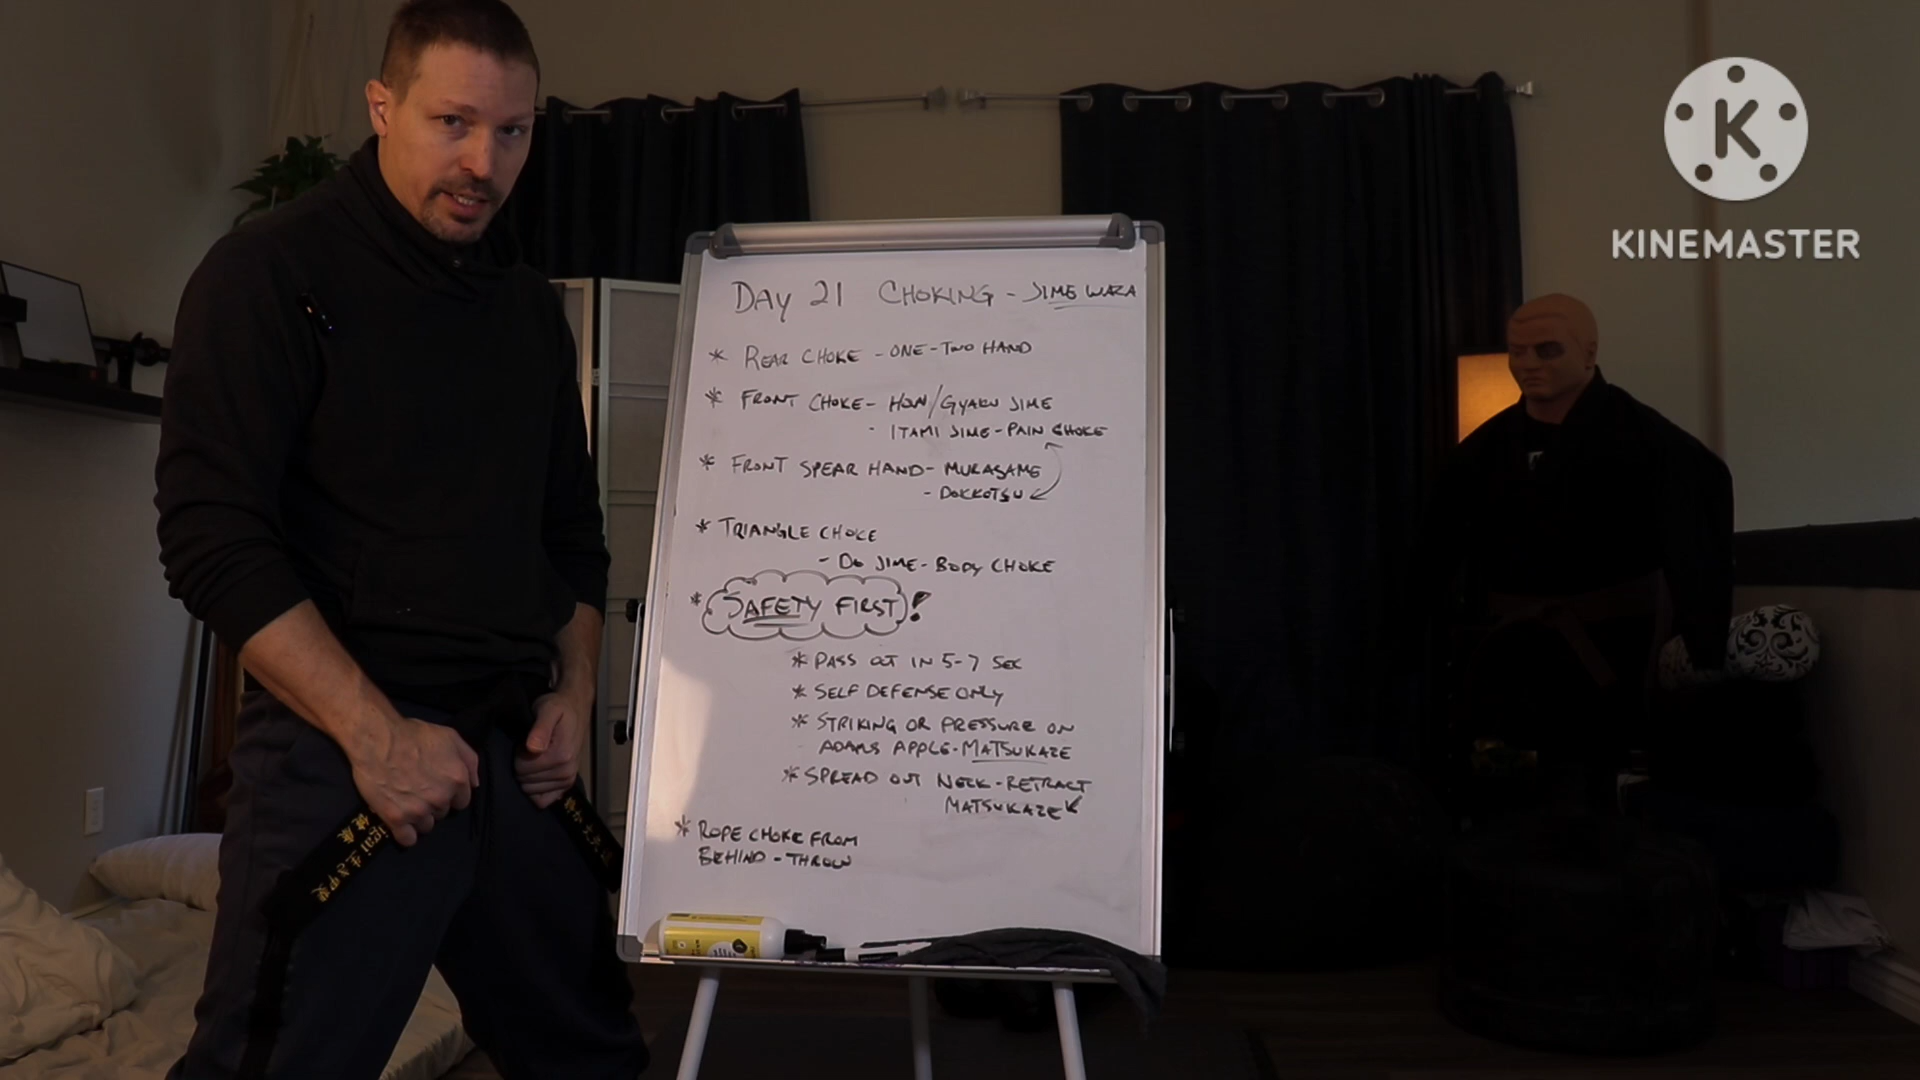 DAY 21 CHOKING - JIME WAZA
* REAR CHOKE - ONE-TWO HAND
* FRONT CHOKE - HON/GYAKU JIME
- ITAMI JIME - PAIN CHOKE
* FRONT SPEAR HAND - MURASAME
- DOKKOTSU
* TRIANGLE CHOKE
- DO JIME - BODY CHOKE
* SAFETY FIRST!
* PASS OUT IN 5-7 SEC
* SELF DEFENSE ONLY
* STRIKING OR PRESSURE ON
ADAMS APPLE - MATSUKAZE
* SPREAD OUT NECK - RETRACT
MATSUKAZE
* ROPE CHOKE FROM
BEHIND - THROW
K
KINEMASTER